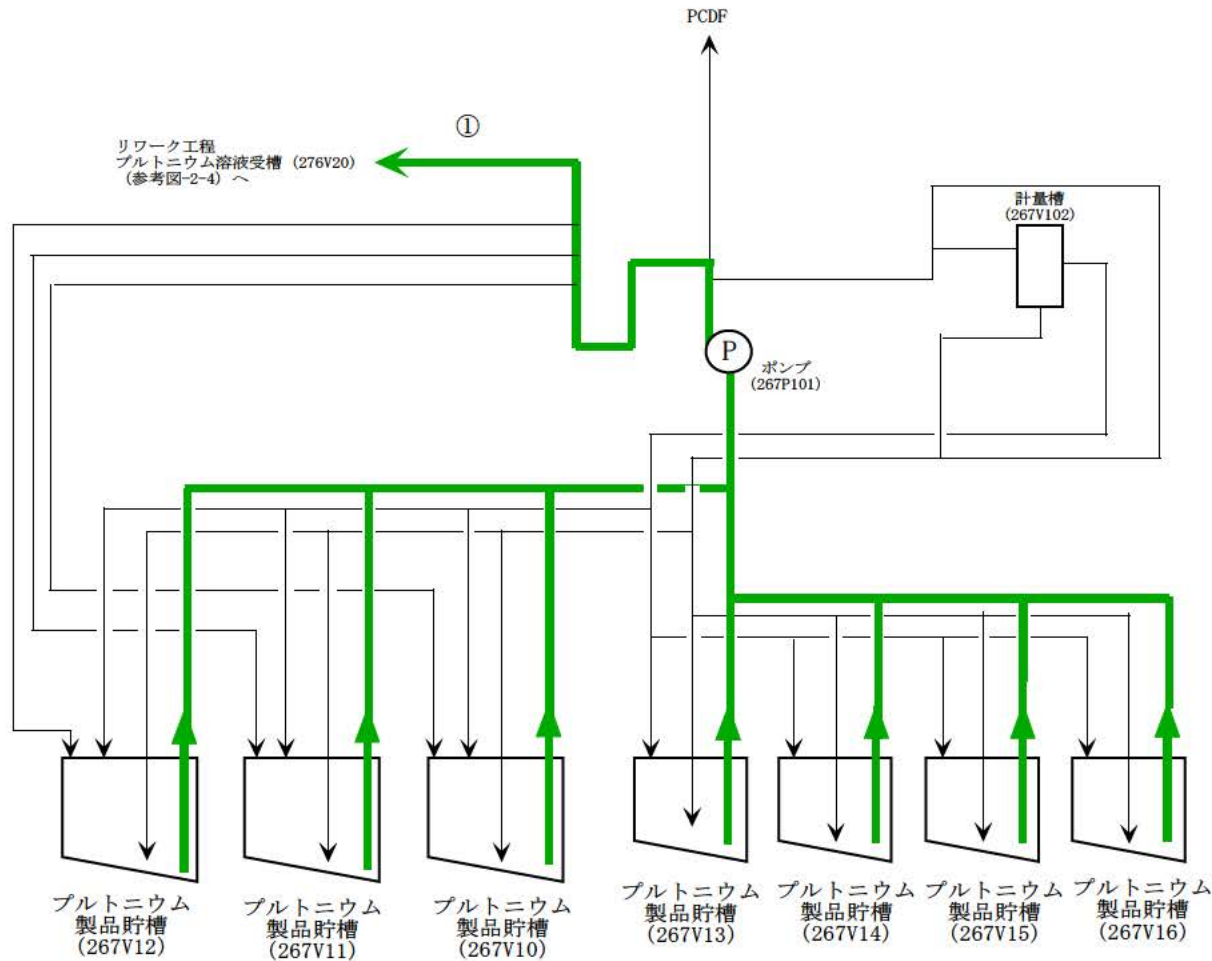 PCDF
①
リワーク工程
プルトニウム溶液受槽 (276V20)
(参考図-2-4) へ
計量槽
(267V102)
P
ポンプ
(267P101)
プルトニウム
製品貯槽
(267V12)
プルトニウム
製品貯槽
(267V11)
プルトニウム
製品貯槽
(267V10)
プルトニウム
製品貯槽
(267V13)
プルトニウム
製品貯槽
(267V14)
プルトニウム
製品貯槽
(267V15)
プルトニウム
製品貯槽
(267V16)